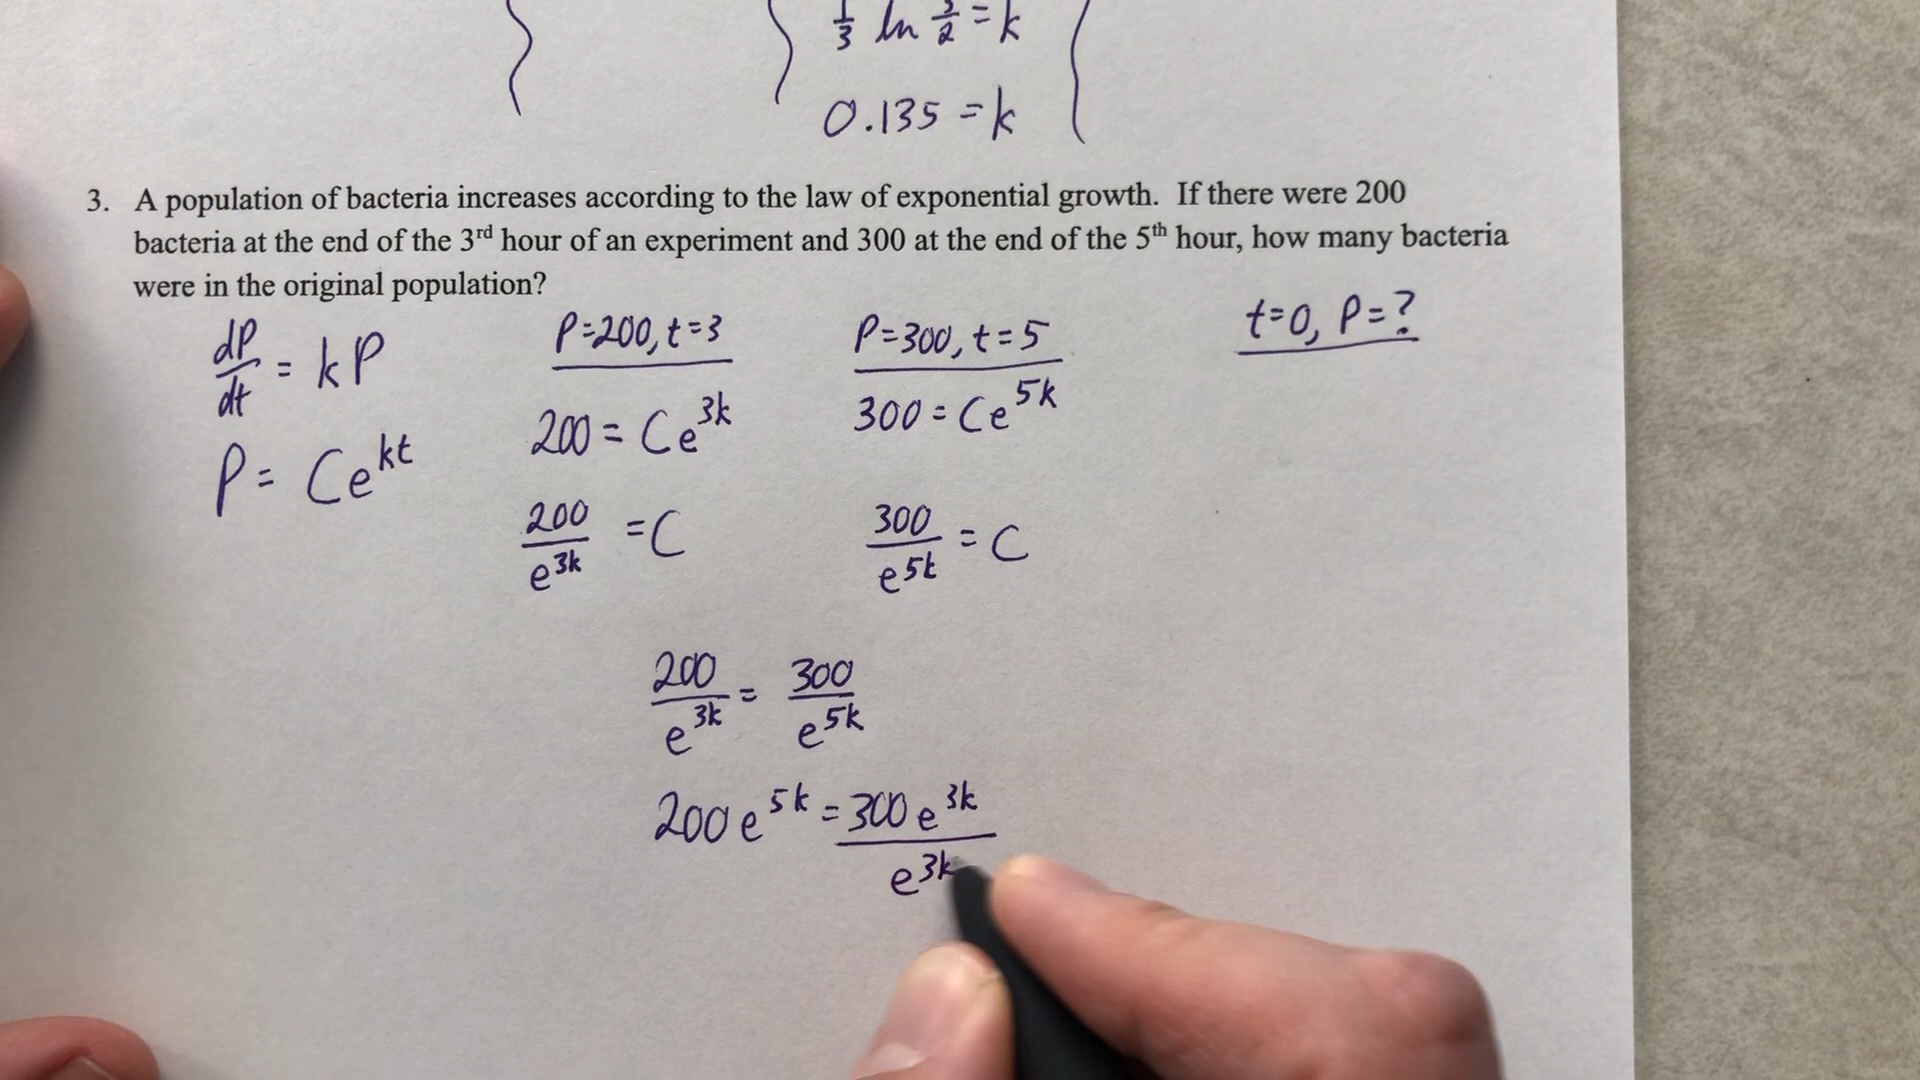 1/3 ln 3/2 = k
0.135 = k
3. A population of bacteria increases according to the law of exponential growth. If there were 200
bacteria at the end of the 3rd hour of an experiment and 300 at the end of the 5th hour, how many bacteria
were in the original population?
dP/dt = kP
P = Ce^kt
P=200, t=3
200 = Ce^3k
200/e^3k = C
P=300, t=5
300 = Ce^5k
300/e^5k = C
t=0, P=?
200/e^3k = 300/e^5k
200e^5k = 300e^3k/e^3k